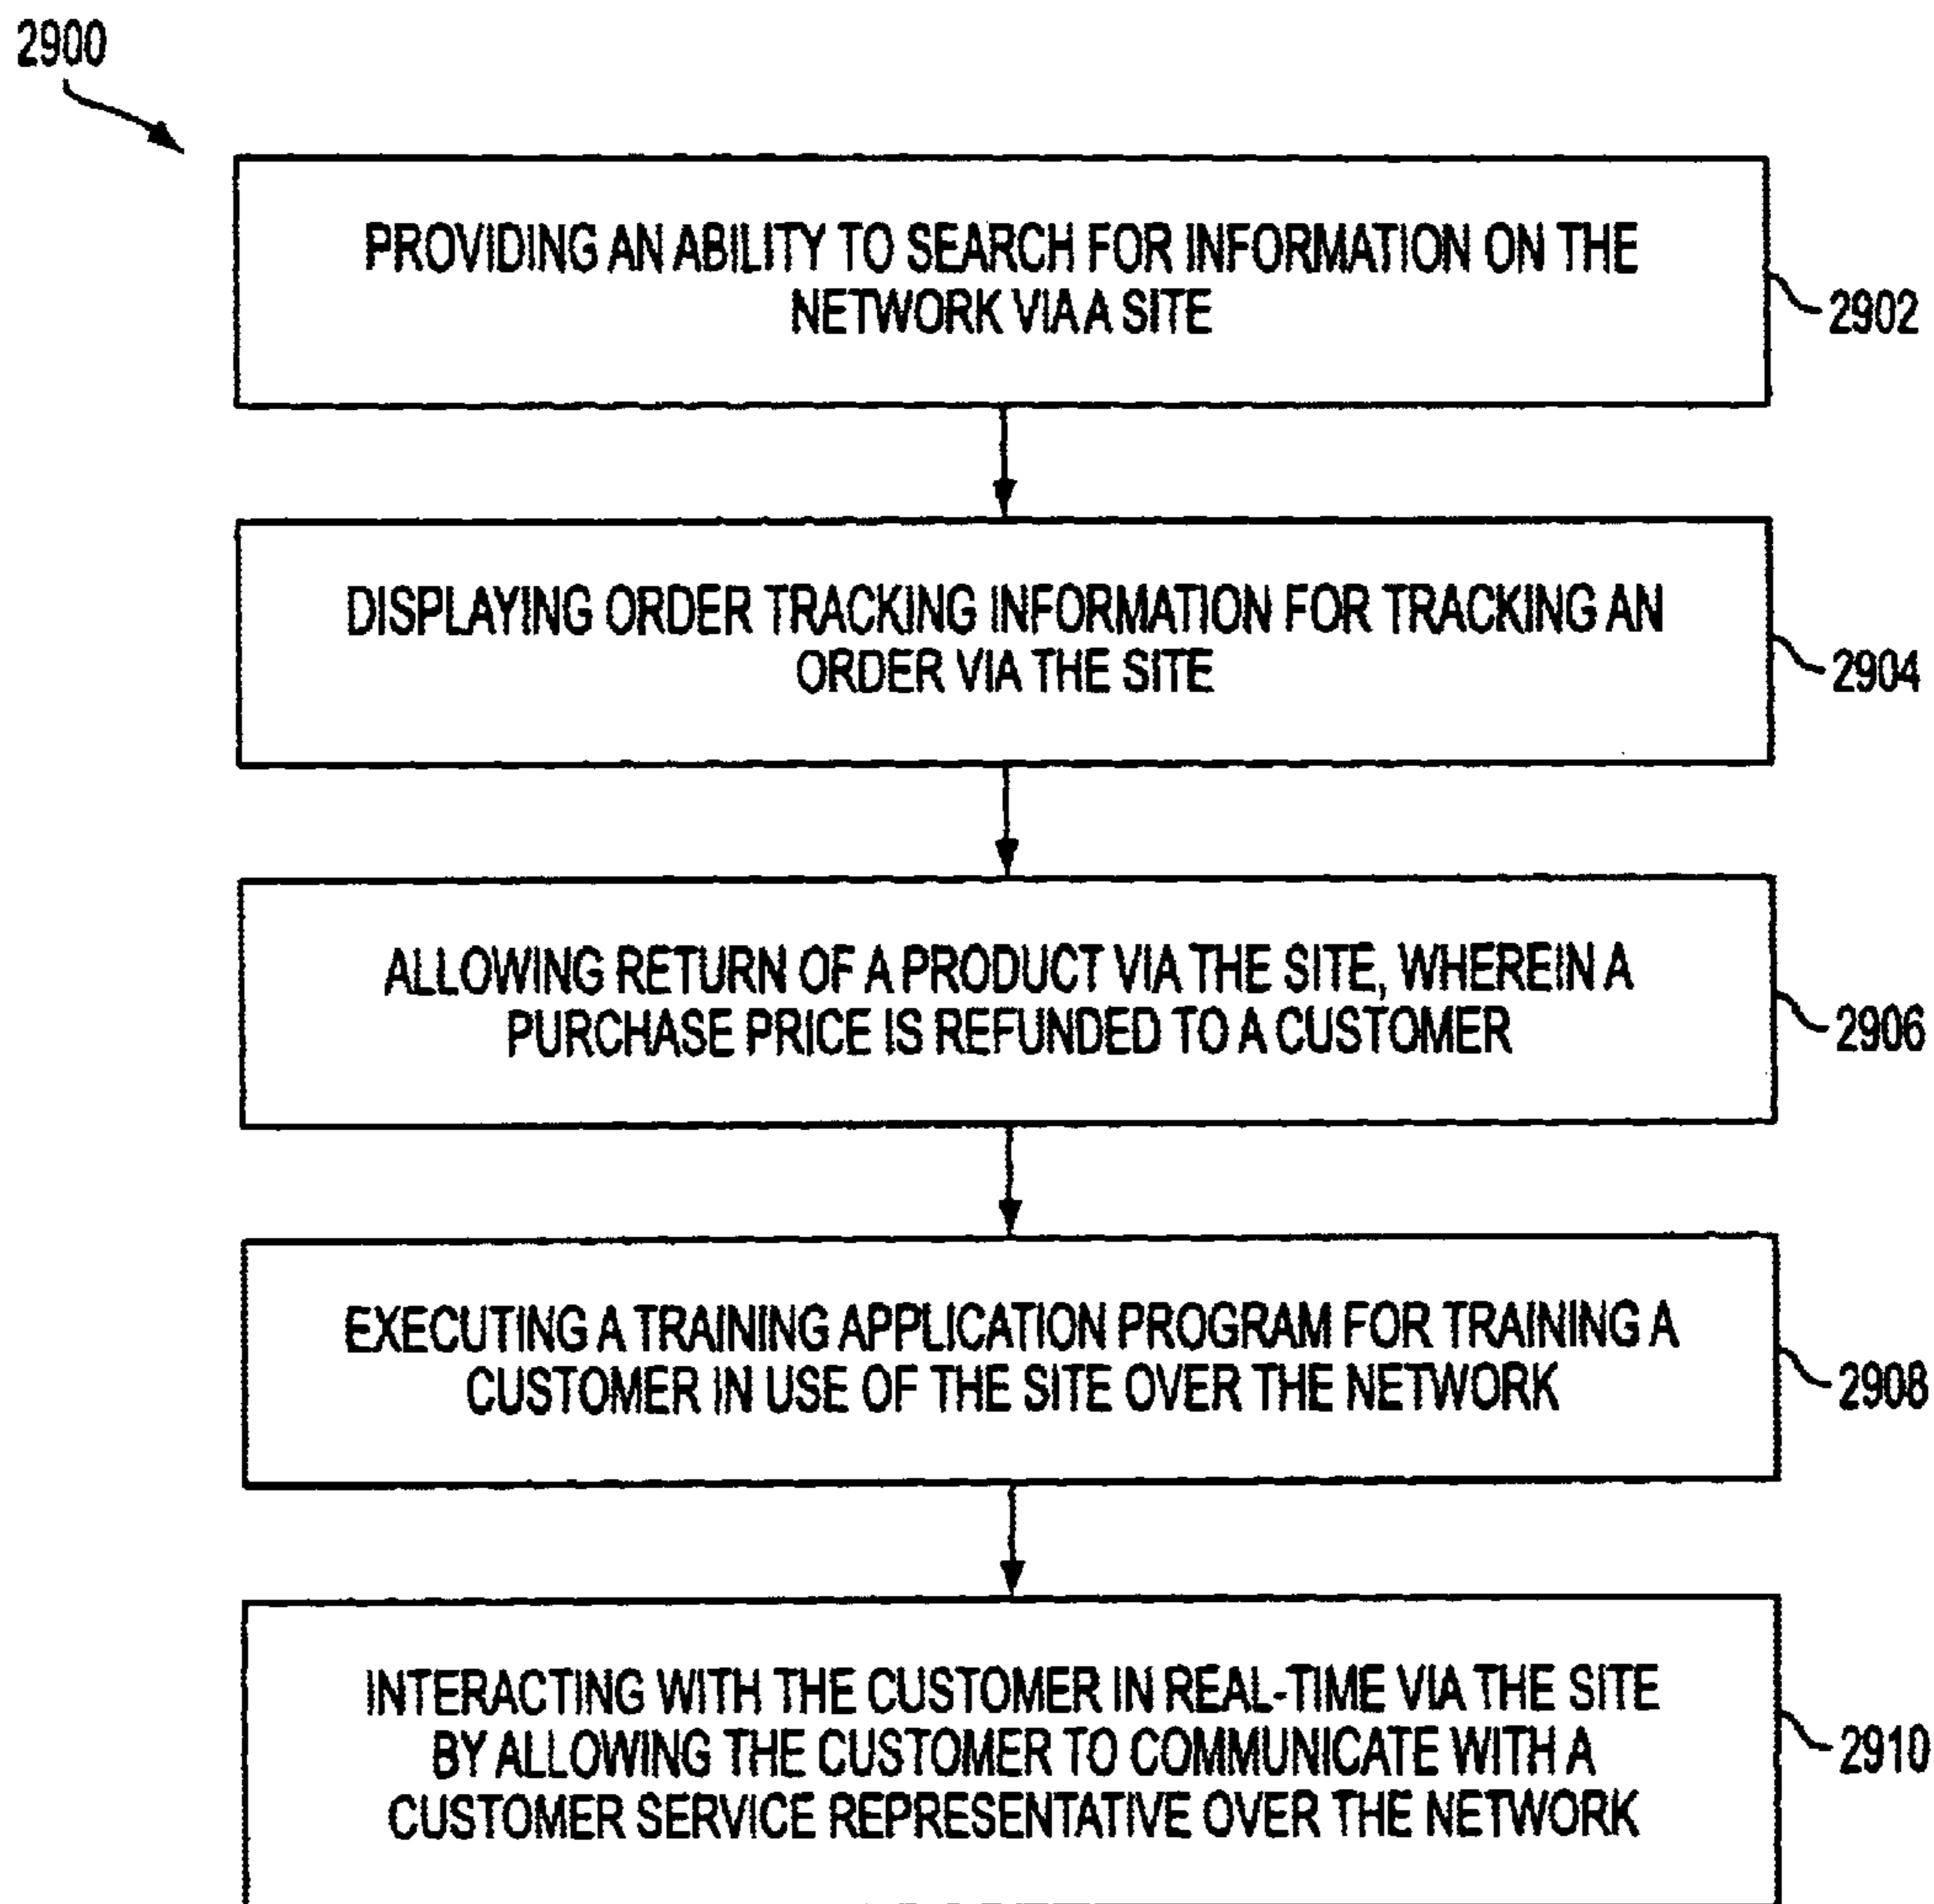 2900
PROVIDING AN ABILITY TO SEARCH FOR INFORMATION ON THE
NETWORK VIA A SITE
2902
DISPLAYING ORDER TRACKING INFORMATION FOR TRACKING AN
ORDER VIA THE SITE
2904
ALLOWING RETURN OF A PRODUCT VIA THE SITE, WHEREIN A
PURCHASE PRICE IS REFUNDED TO A CUSTOMER
2906
EXECUTING A TRAINING APPLICATION PROGRAM FOR TRAINING A
CUSTOMER IN USE OF THE SITE OVER THE NETWORK
2908
INTERACTING WITH THE CUSTOMER IN REAL-TIME VIA THE SITE
BY ALLOWING THE CUSTOMER TO COMMUNICATE WITH A
CUSTOMER SERVICE REPRESENTATIVE OVER THE NETWORK
2910